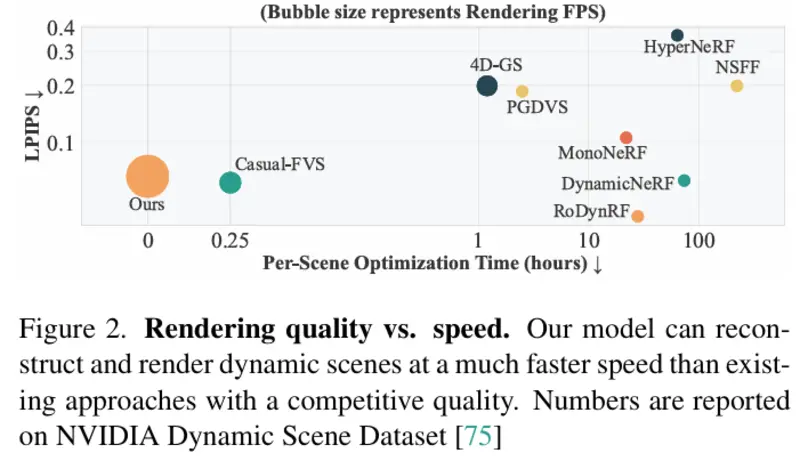 (Bubble size represents Rendering FPS)
0.4
HyperNeRF
0.3
4D-GS
NSFF
0.2
PGDVS
LPIPS ↓
0.1
MonoNeRF
Casual-FVS
DynamicNeRF
Ours
RoDynRF
0 0.25 1 10 100
Per-Scene Optimization Time (hours) ↓
Figure 2. Rendering quality vs. speed. Our model can recon-
struct and render dynamic scenes at a much faster speed than exist-
ing approaches with a competitive quality. Numbers are reported
on NVIDIA Dynamic Scene Dataset [75]